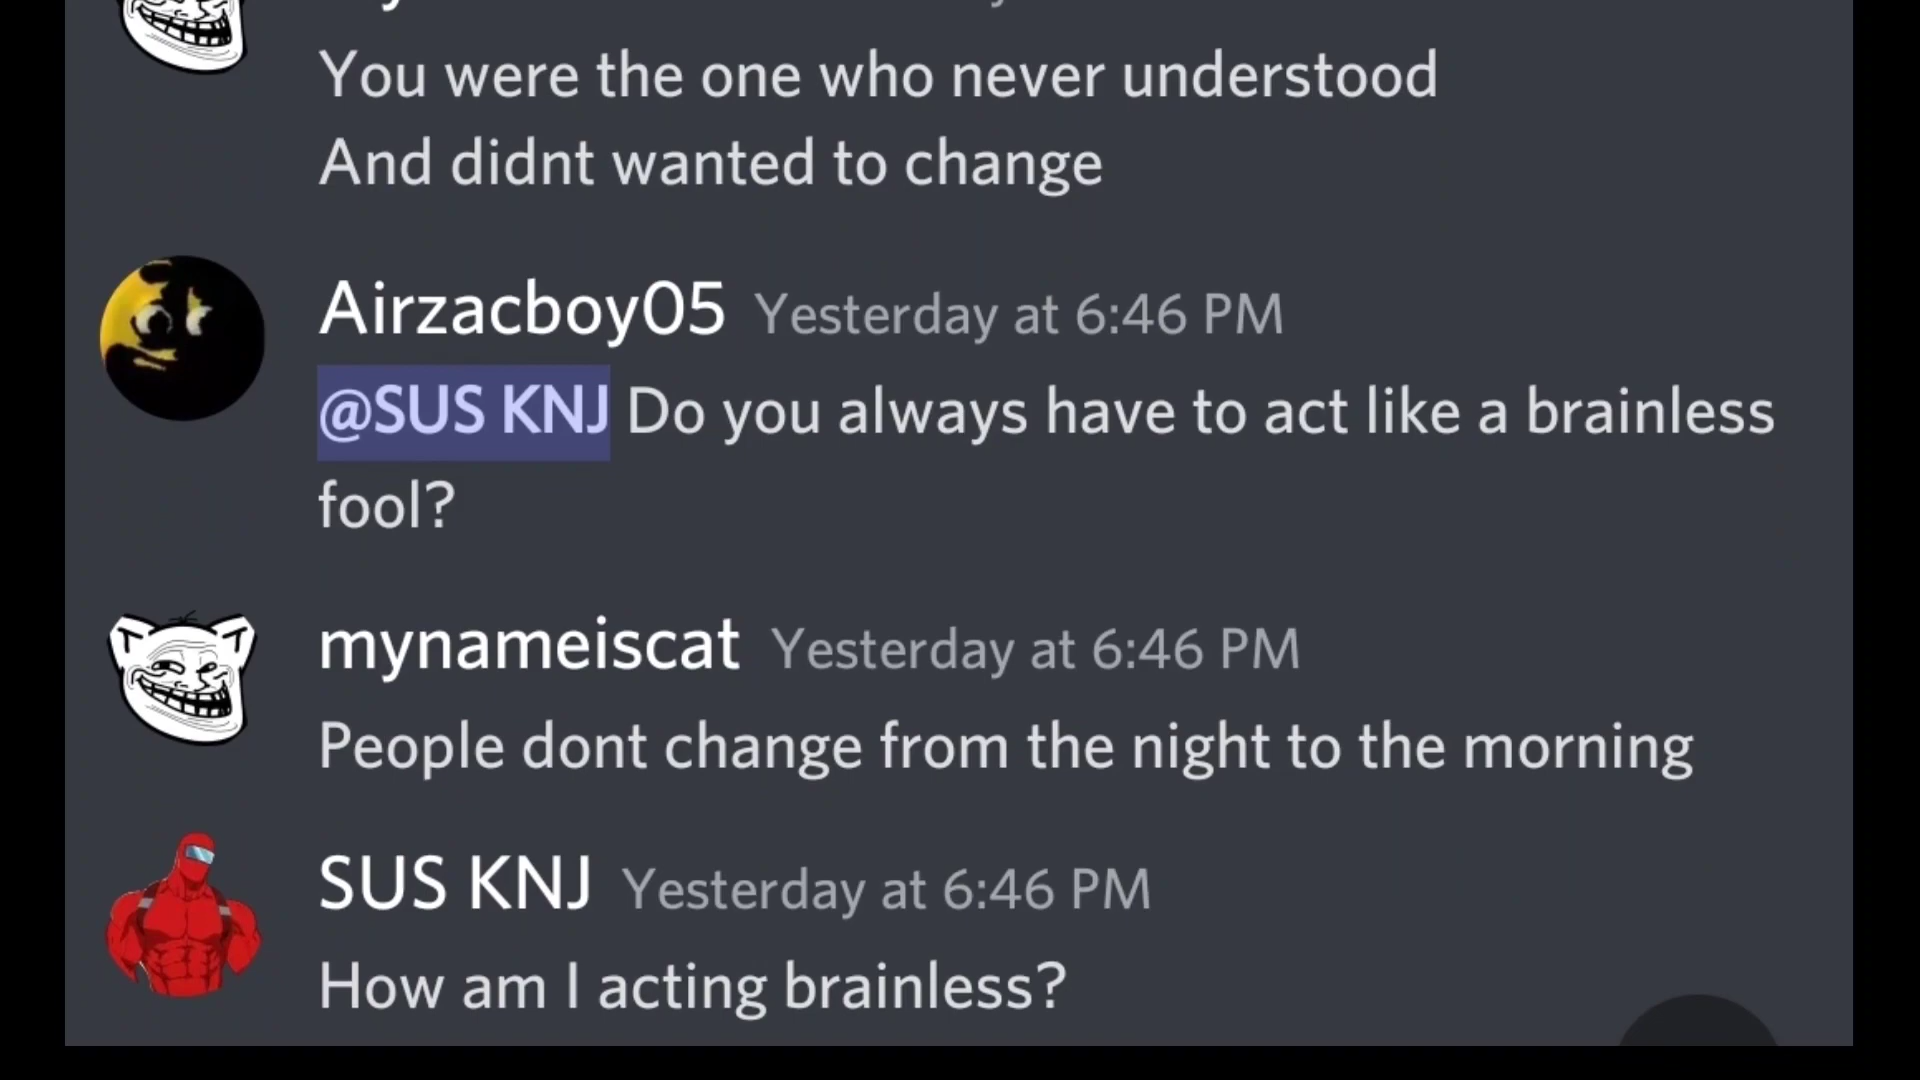 You were the one who never understood
And didnt wanted to change
Airzacboy05 Yesterday at 6:46 PM
@SUS KNJ Do you always have to act like a brainless
fool?
mynameiscat Yesterday at 6:46 PM
People dont change from the night to the morning
SUS KNJ Yesterday at 6:46 PM
How am I acting brainless?